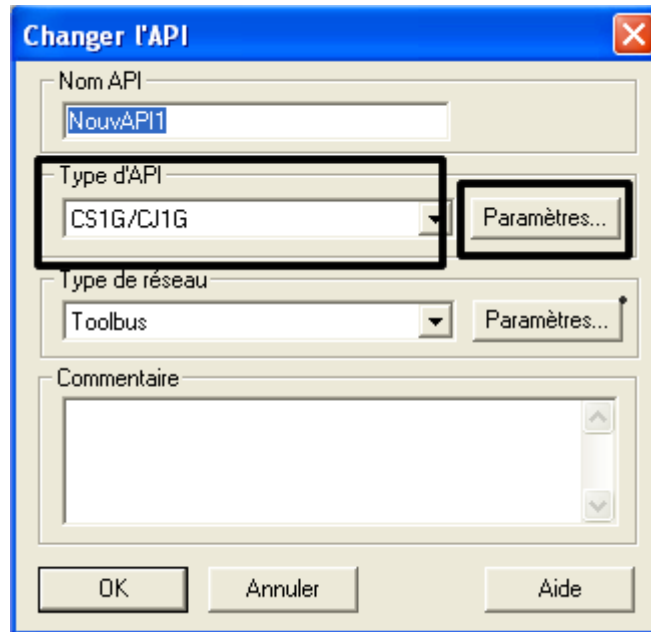 Changer l'API
Nom API
NouvAPI1
Type d'API
CS1G/CJ1G
Paramètres...
Type de réseau
Toolbus
Paramètres...
Commentaire
OK
Annuler
Aide